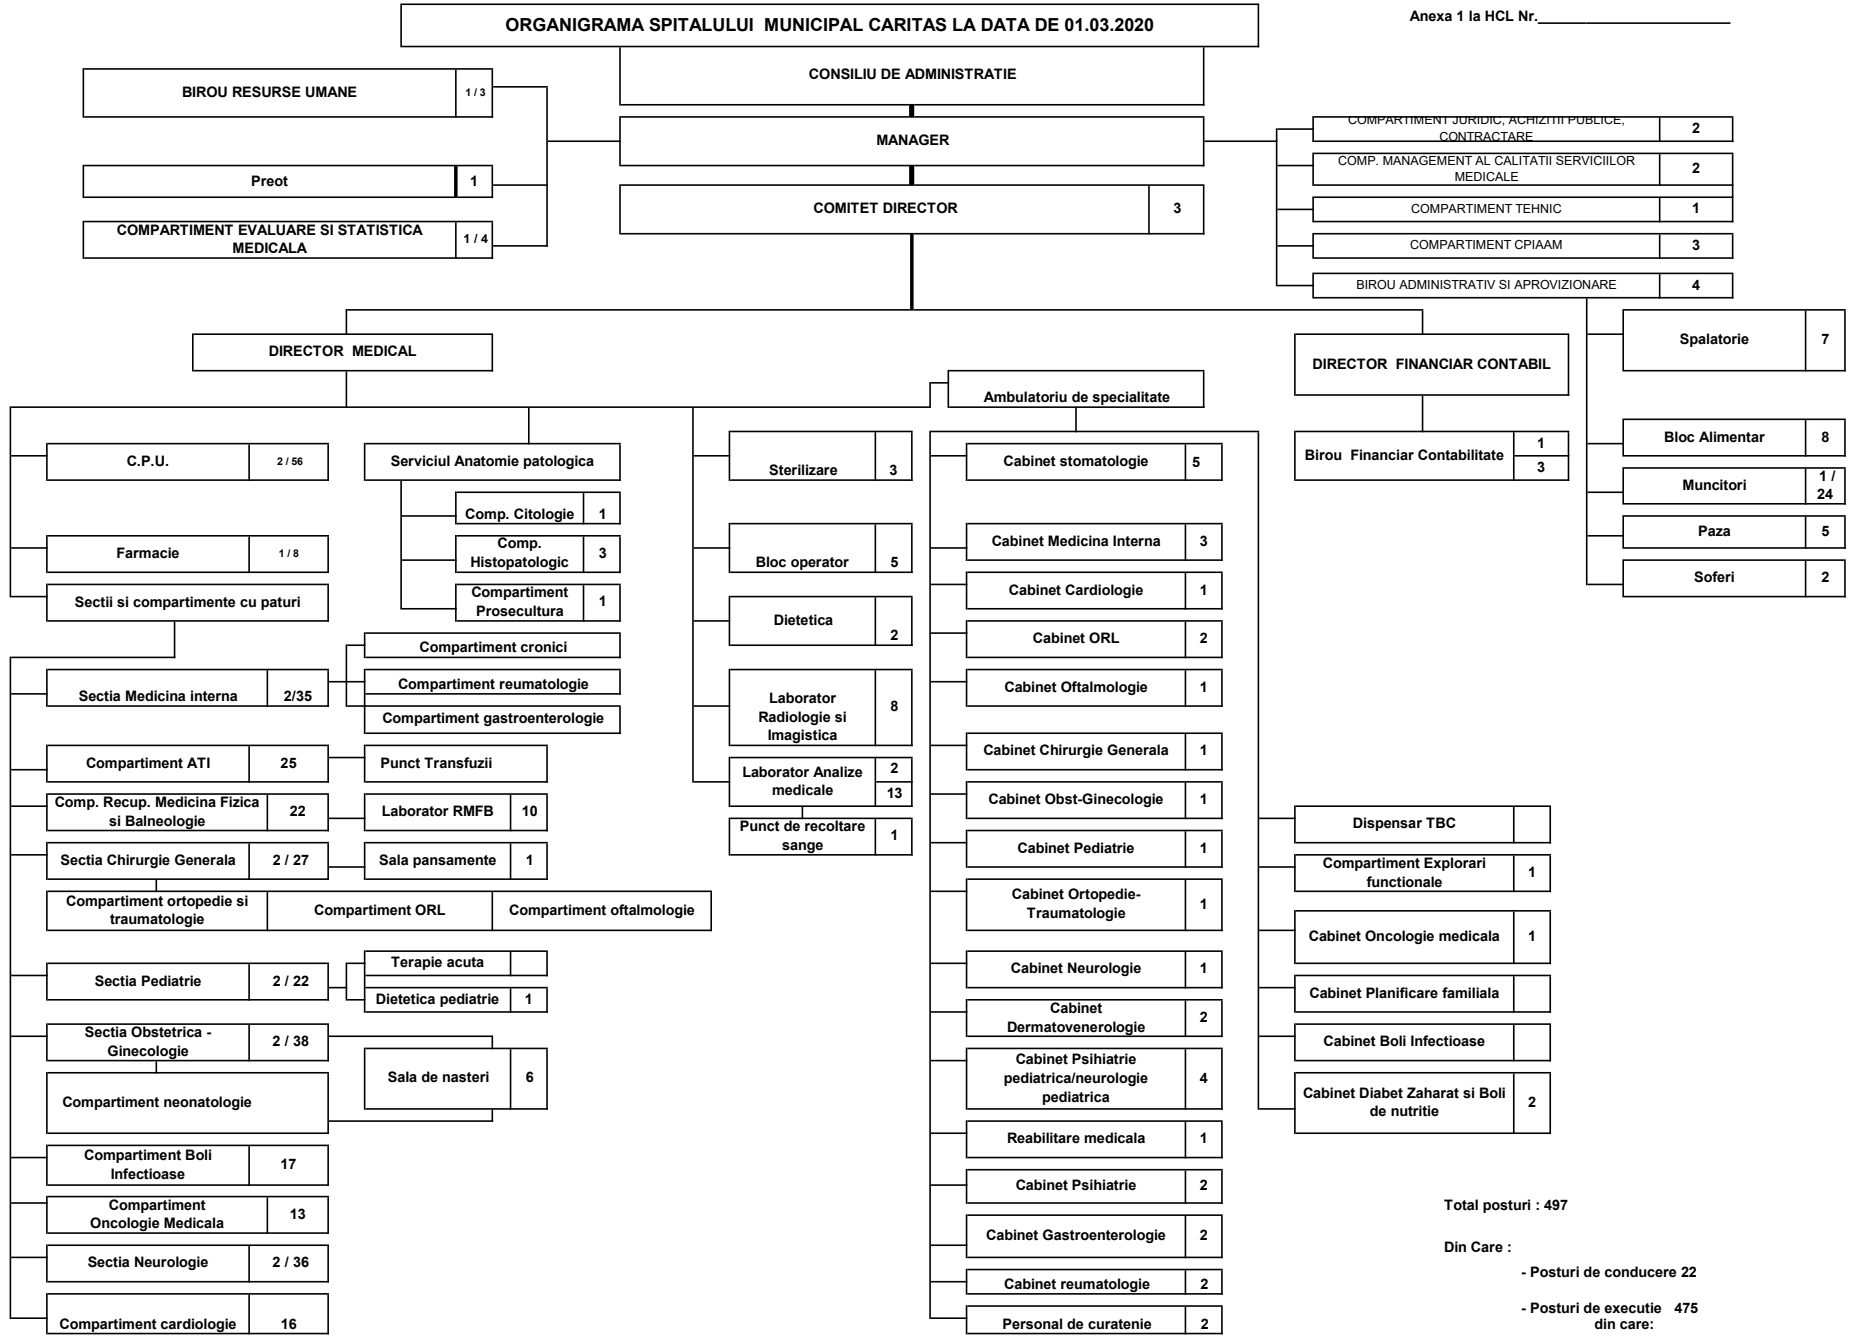 ORGANIGRAMA SPITALULUI MUNICIPAL CARITAS LA DATA DE 01.03.2020
Anexa 1 la HCL Nr.________________________
CONSILIU DE ADMINISTRATIE
BIROU RESURSE UMANE 1 / 3
MANAGER
Preot 1
COMITET DIRECTOR 3
COMPARTIMENT EVALUARE SI STATISTICA
MEDICALA 1 / 4
COMPARTIMENT JURIDIC, ACHIZITII PUBLICE,
CONTRACTARE 2
COMP. MANAGEMENT AL CALITATII SERVICIILOR
MEDICALE 2
COMPARTIMENT TEHNIC 1
COMPARTIMENT CPIAAM 3
BIROU ADMINISTRATIV SI APROVIZIONARE 4
Spalatorie 7
Bloc Alimentar 8
Muncitori 1 /
24
Paza 5
Soferi 2
DIRECTOR MEDICAL
DIRECTOR FINANCIAR CONTABIL
Birou Financiar Contabilitate 1
3
Ambulatoriu de specialitate
C.P.U. 2 / 56
Farmacie 1 / 8
Sectii si compartimente cu paturi
Serviciul Anatomie patologica
Comp. Citologie 1
Comp.
Histopatologic 3
Compartiment
Prosecutura 1
Sectia Medicina interna 2/35
Compartiment cronici
Compartiment reumatologie
Compartiment gastroenterologie
Compartiment ATI 25
Punct Transfuzii
Comp. Recup. Medicina Fizica
si Balneologie 22
Laborator RMFB 10
Sectia Chirurgie Generala 2 / 27
Sala pansamente 1
Compartiment ortopedie si
traumatologie
Compartiment ORL
Compartiment oftalmologie
Sectia Pediatrie 2 / 22
Terapie acuta
Dietetica pediatrie 1
Sectia Obstetrica -
Ginecologie 2 / 38
Sala de nasteri 6
Compartiment neonatologie
Compartiment Boli
Infectioase 17
Compartiment
Oncologie Medicala 13
Sectia Neurologie 2 / 36
Compartiment cardiologie 16
Sterilizare 3
Bloc operator 5
Dietetica 2
Laborator
Radiologie si
Imagistica 8
Laborator Analize
medicale 2
13
Punct de recoltare
sange 1
Cabinet stomatologie 5
Cabinet Medicina Interna 3
Cabinet Cardiologie 1
Cabinet ORL 2
Cabinet Oftalmologie 1
Cabinet Chirurgie Generala 1
Cabinet Obst-Ginecologie 1
Cabinet Pediatrie 1
Cabinet Ortopedie-
Traumatologie 1
Cabinet Neurologie 1
Cabinet
Dermatovenerologie 2
Cabinet Psihiatrie
pediatrica/neurologie
pediatrica 4
Reabilitare medicala 1
Cabinet Psihiatrie 2
Cabinet Gastroenterologie 2
Cabinet reumatologie 2
Personal de curatenie 2
Dispensar TBC
Compartiment Explorari
functionale 1
Cabinet Oncologie medicala 1
Cabinet Planificare familiala
Cabinet Boli Infectioase
Cabinet Diabet Zaharat si Boli
de nutritie 2
Total posturi : 497
Din Care :
- Posturi de conducere 22
- Posturi de executie 475
din care: